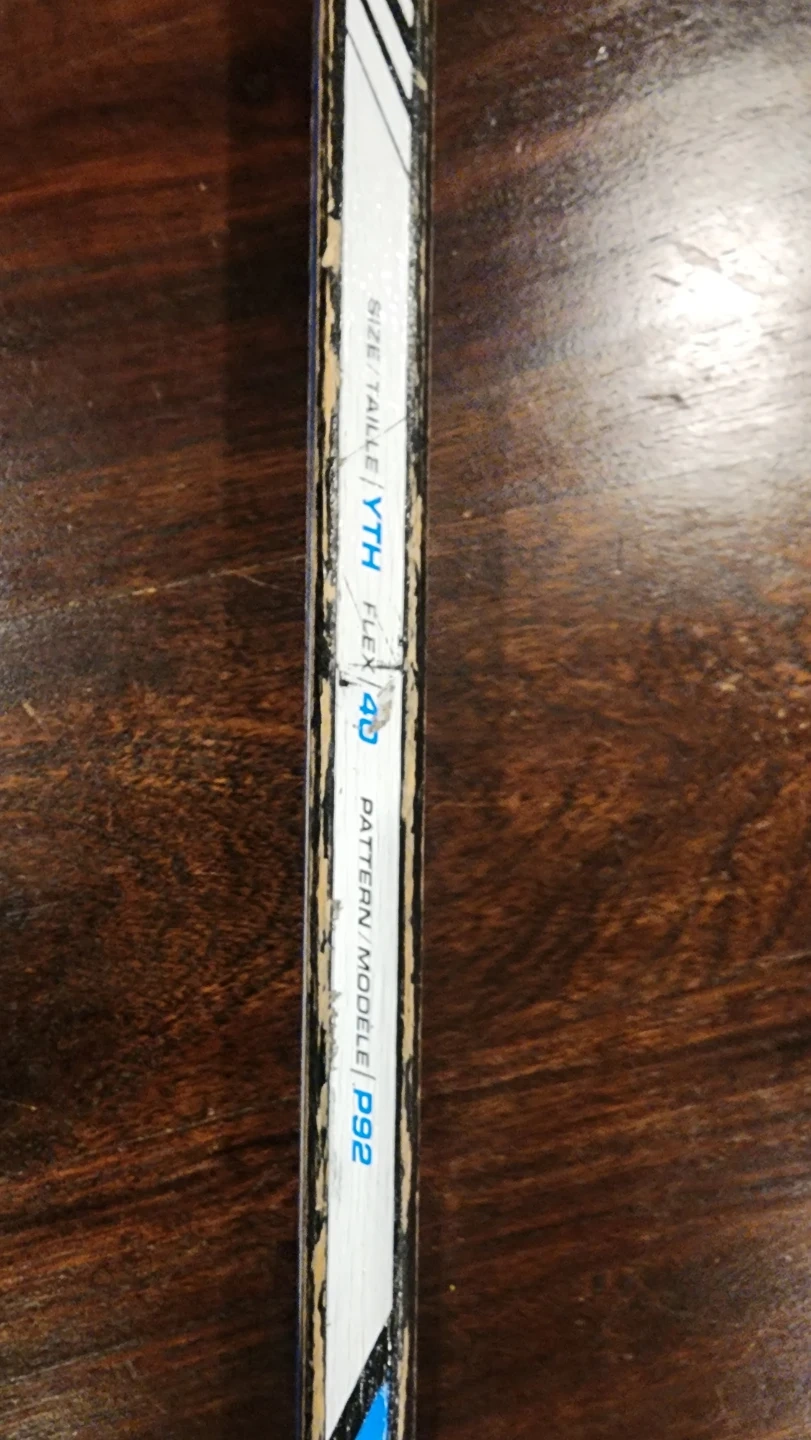 SIZE/TAILLE | YTH FLEX | 40 PATTERN/MODÈLE | P92